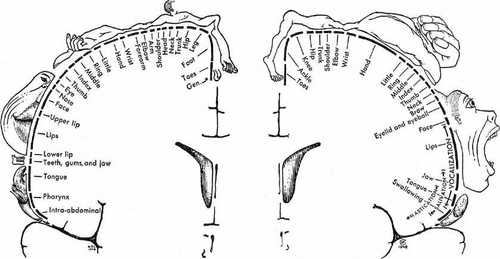 Gen.
Toes
Foot
Leg
Hip
Trunk
Neck
Head
Shoulder
Arm
Elbow
Forearm
Wrist
Hand
Little
Ring
Middle
Index
Thumb
Eye
Nose
Face
Upper lip
Lips
Lower lip
Teeth, gums, and jaw
Tongue
Pharynx
Intra-abdominal
Toes
Ankle
Knee
Hip
Trunk
Shoulder
Elbow
Wrist
Hand
Little
Ring
Middle
Index
Thumb
Neck
Brow
Eyelid and eyeball
Face
Lips
Jaw
Tongue
Swallowing
VOCALIZATION
SALIVATION
MASTICATION